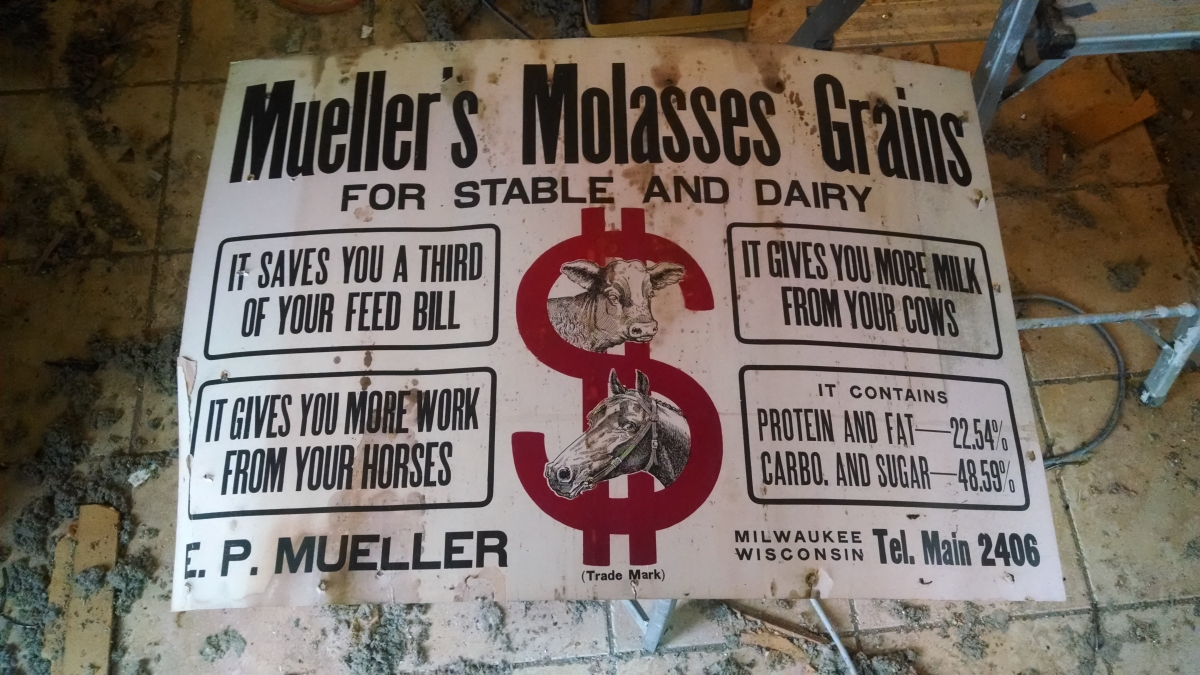 Mueller's Molasses Grains
FOR STABLE AND DAIRY
IT SAVES YOU A THIRD
OF YOUR FEED BILL
IT GIVES YOU MORE MILK
FROM YOUR COWS
IT GIVES YOU MORE WORK
FROM YOUR HORSES
IT CONTAINS
PROTEIN AND FAT—22.54%
CARBO. AND SUGAR—48.59%
E. P. MUELLER
(Trade Mark)
MILWAUKEE
WISCONSIN
Tel. Main 2406